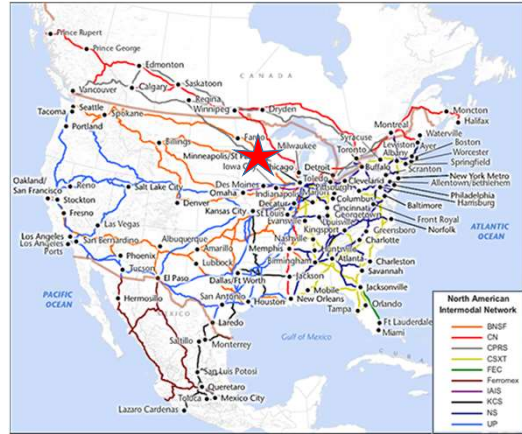 Prince Rupert
Prince George
Edmonton
CANADA
Saskatoon
Calgary
Regina
Vancouver
Winnipeg
Dryden
Moncton
Halifax
Seattle
Tacoma
Spokane
Portland
Montreal
Waterville
Fargo
Syracuse
Lewiston
Ayer
Boston
Billings
Milwaukee
Toronto
Albany
Worcester
Minneapolis/St
Buffalo
Scranton
Springfield
Iowa
Chicago
Detroit
Toledo
New York Metro
Allentown/Bethlehem
Oakland/
San Francisco
Reno
Salt Lake City
Des Moines
Omaha
Indianapolis
Pittsburgh
Philadelphia
Hamsburg
Stockton
Denver
Decatur
Columbus
Baltimore
Kansas City
St Louis
Cincinnati
Georgetown
Front Royal
Fresno
Evansville
Louisville
Norfolk
Las Vegas
Kingsport
Greensboro
ATLANTIC
OCEAN
Los Angeles
Los Angeles
Ports
San Bernardino
Albuquerque
Amarillo
Memphis
Nashville
Huntsville
Charlotte
Phoenix
Lubbock
Birmingham
Atlanta
Charleston
Tucson
El Paso
Dallas/Ft Worth
Jackson
Savannah
PACIFIC
OCEAN
Hermosillo
San Antonio
Houston
Mobile
New Orleans
Jacksonville
Tampa
Orlando
Laredo
Ft Lauderdale
Miami
MEXICO
Gulf of Mexico
Saltillo
Monterrey
CUBA
San Luis Potosi
Queretaro
Toluca
Mexico City
Lazaro Cardenas
North American
Intermodal Network
BNSF
CN
CPRS
CSXT
FEC
Ferromex
IAIS
KCS
NS
UP